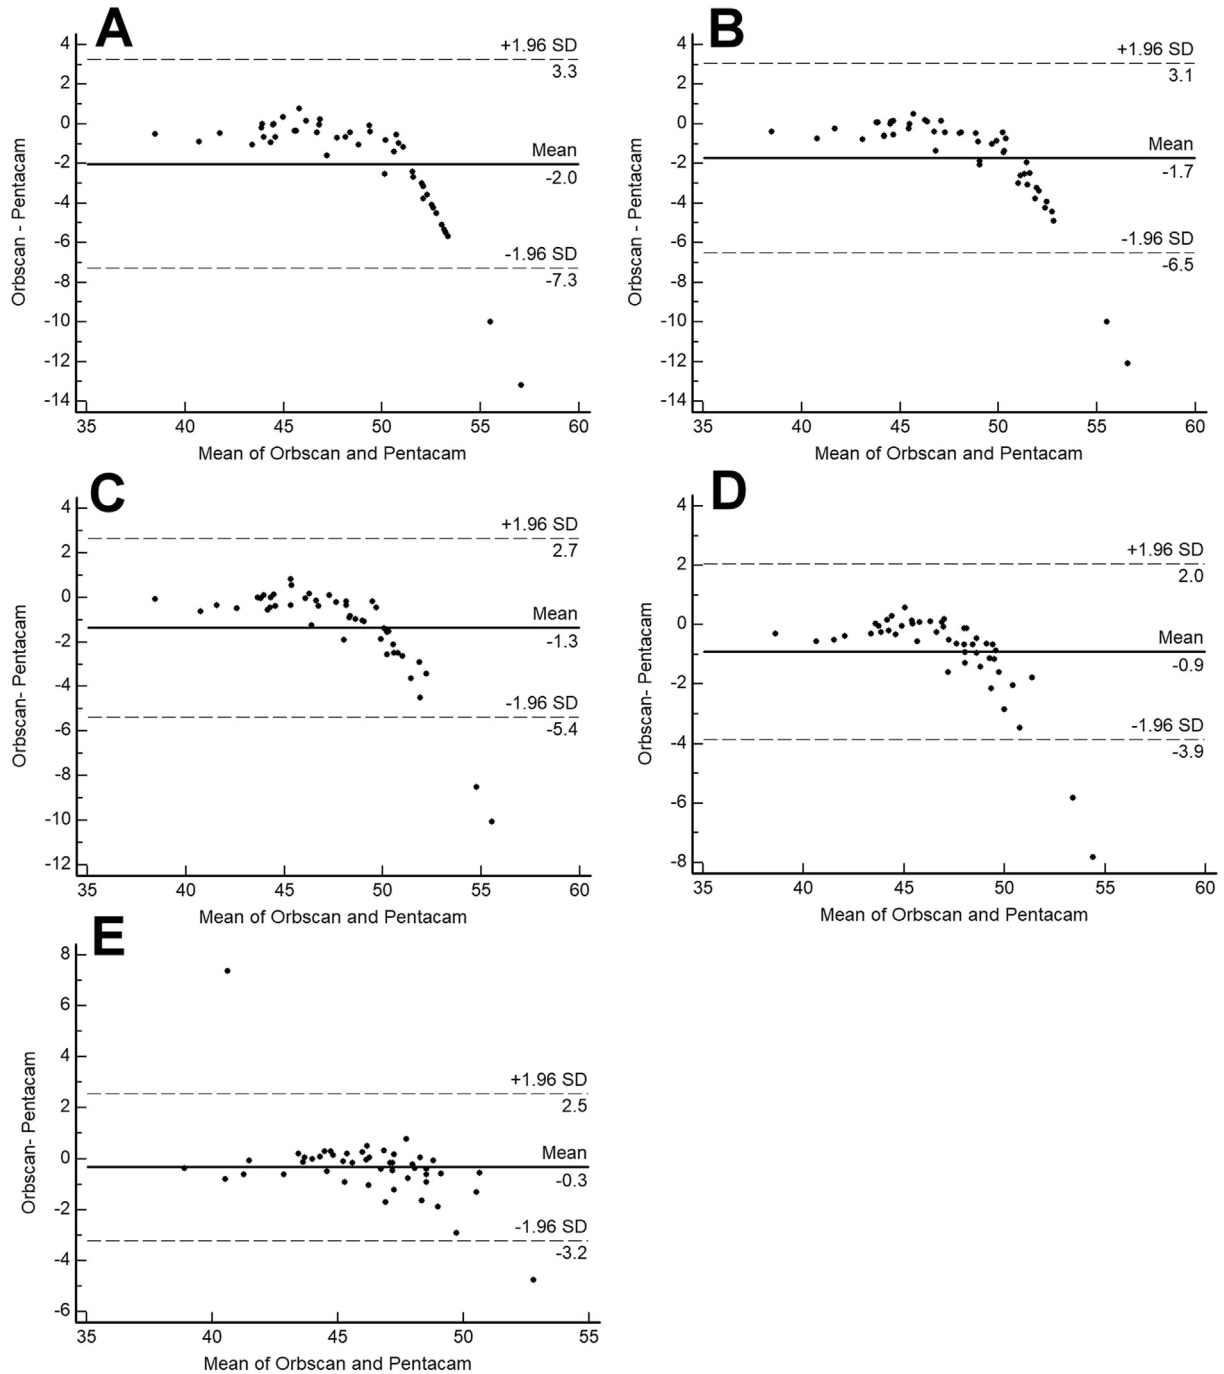 A
4
2
0
-2
-4
-6
-8
-10
-12
-14
+1.96 SD
3.3
Mean
-2.0
-1.96 SD
-7.3
35 40 45 50 55 60
Orbscan - Pentacam
Mean of Orbscan and Pentacam
B
4
2
0
-2
-4
-6
-8
-10
-12
-14
+1.96 SD
3.1
Mean
-1.7
-1.96 SD
-6.5
35 40 45 50 55 60
Orbscan - Pentacam
Mean of Orbscan and Pentacam
C
4
2
0
-2
-4
-6
-8
-10
-12
+1.96 SD
2.7
Mean
-1.3
-1.96 SD
-5.4
35 40 45 50 55 60
Orbscan- Pentacam
Mean of Orbscan and Pentacam
D
4
2
0
-2
-4
-6
-8
+1.96 SD
2.0
Mean
-0.9
-1.96 SD
-3.9
35 40 45 50 55 60
Orbscan- Pentacam
Mean of Orbscan and Pentacam
E
8
6
4
2
0
-2
-4
-6
+1.96 SD
2.5
Mean
-0.3
-1.96 SD
-3.2
35 40 45 50 55
Orbscan- Pentacam
Mean of Orbscan and Pentacam